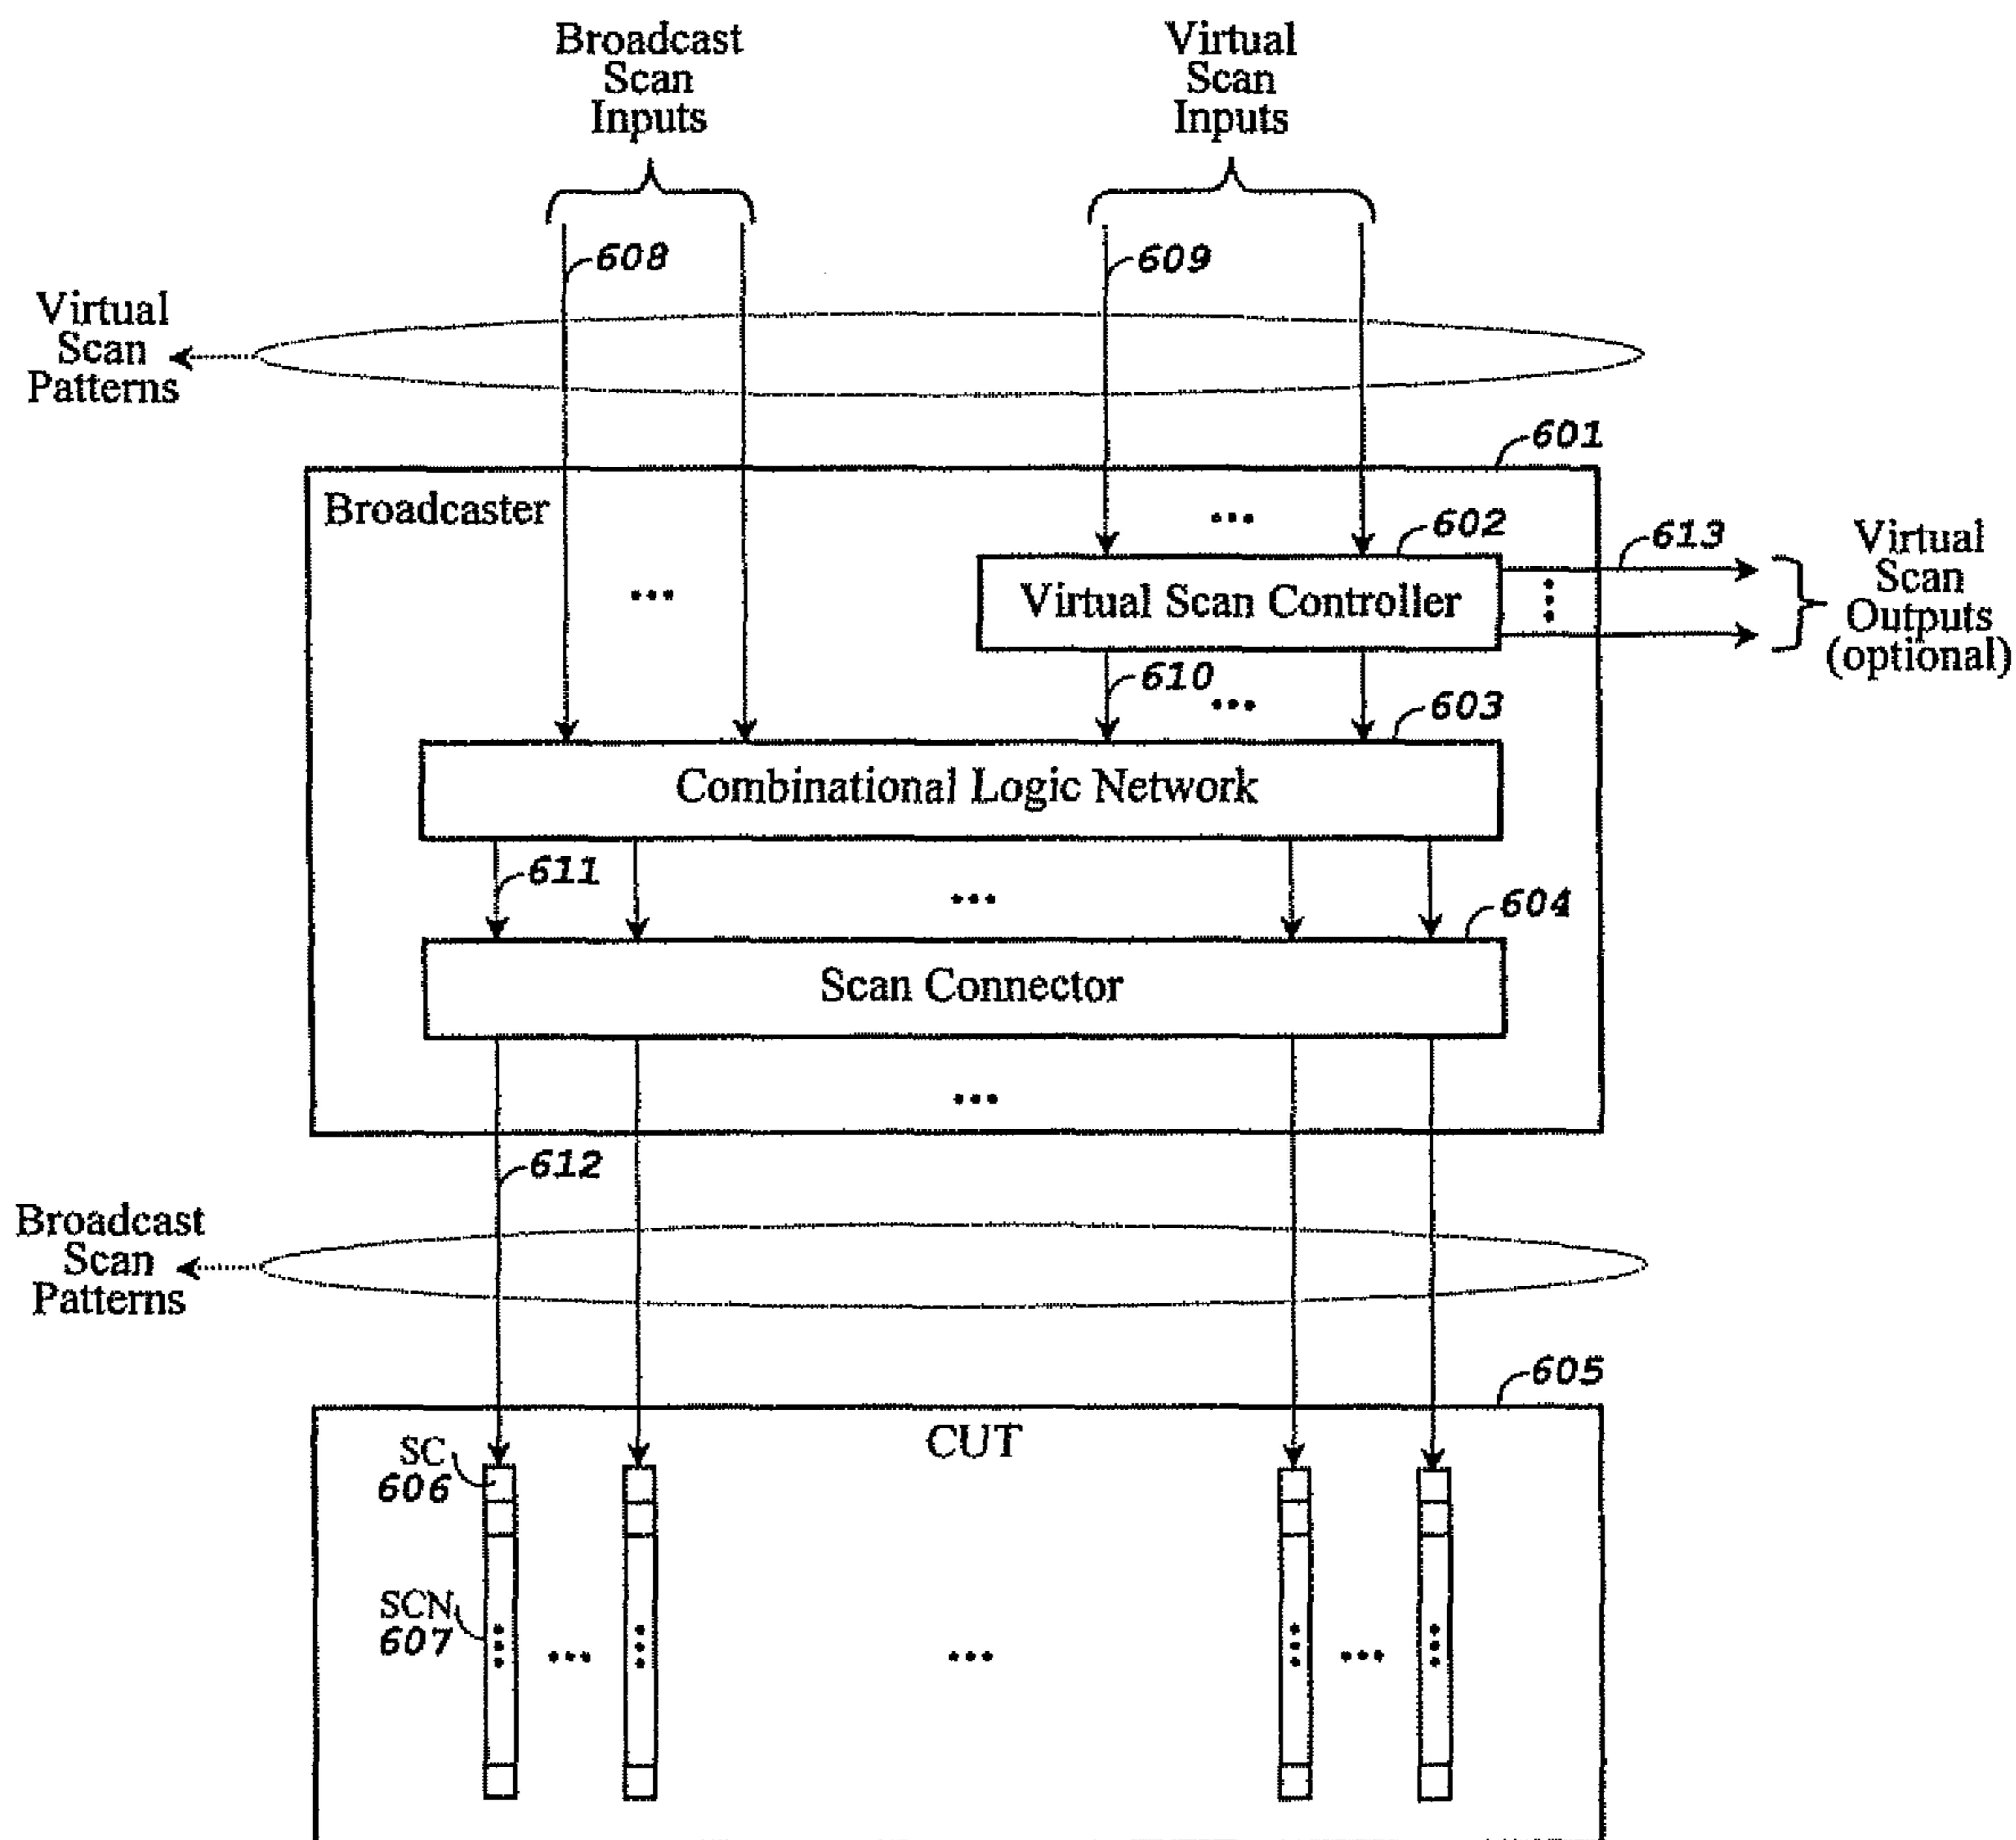 Broadcast
Scan
Inputs
Virtual
Scan
Inputs
608
609
Virtual
Scan
Patterns
601
Broadcaster
602
613
Virtual
Scan
Outputs
(optional)
Virtual Scan Controller
610
603
Combinational Logic Network
611
604
Scan Connector
612
Broadcast
Scan
Patterns
605
CUT
SC
606
SCN
607